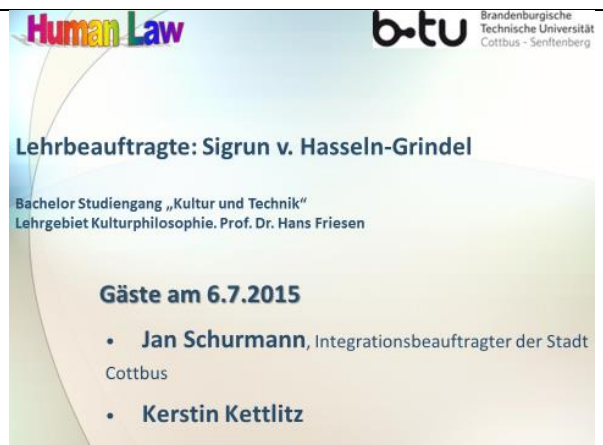 Human Law
b-tu
Brandenburgische
Technische Universität
Cottbus - Senftenberg
Lehrbeauftragte: Sigrun v. Hasseln-Grindel
Bachelor Studiengang „Kultur und Technik“
Lehrgebiet Kulturphilosophie. Prof. Dr. Hans Friesen
Gäste am 6.7.2015
• Jan Schurmann, Integrationsbeauftragter der Stadt
Cottbus
• Kerstin Kettlitz